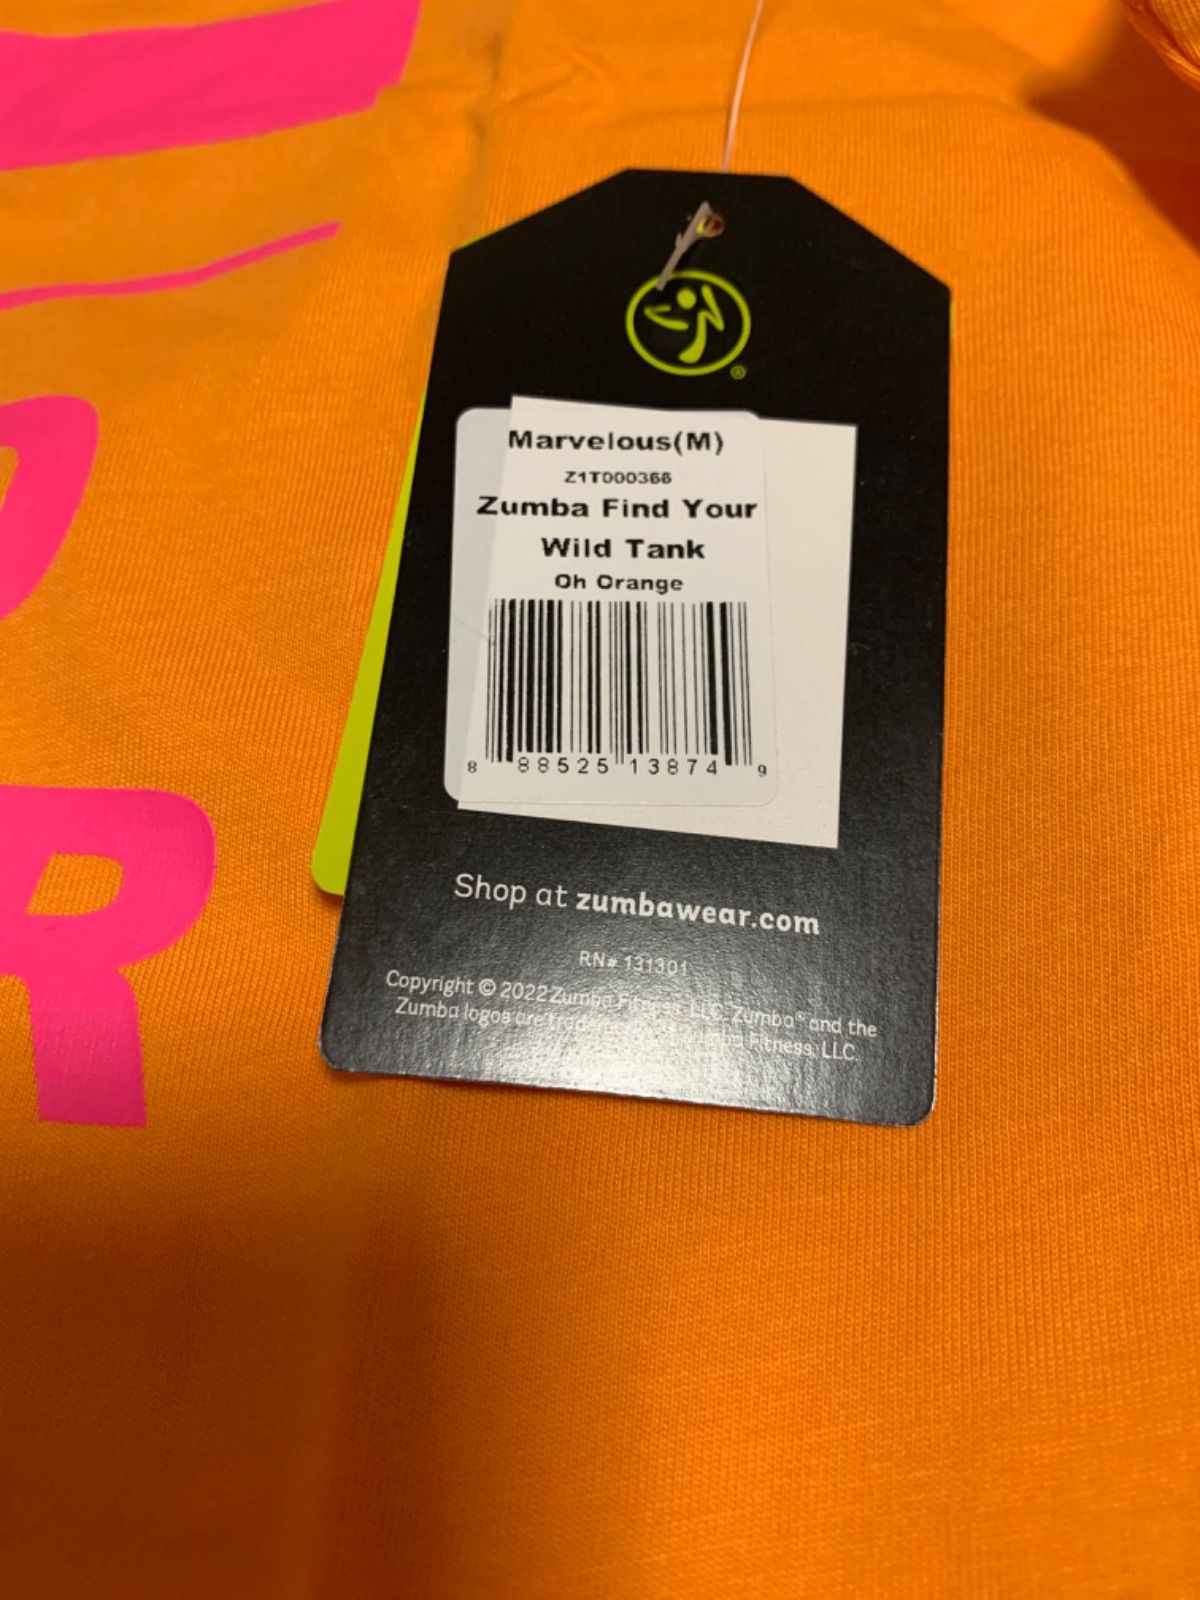 Marvelous(M)
Z1T000366
Zumba Find Your
Wild Tank
Oh Orange
8 88525 13874 9
Shop at zumbawear.com
RN# 131301
Copyright © 2022 Zumba Fitness, LLC. Zumba® and the
Zumba logos are Fitness, LLC.
R